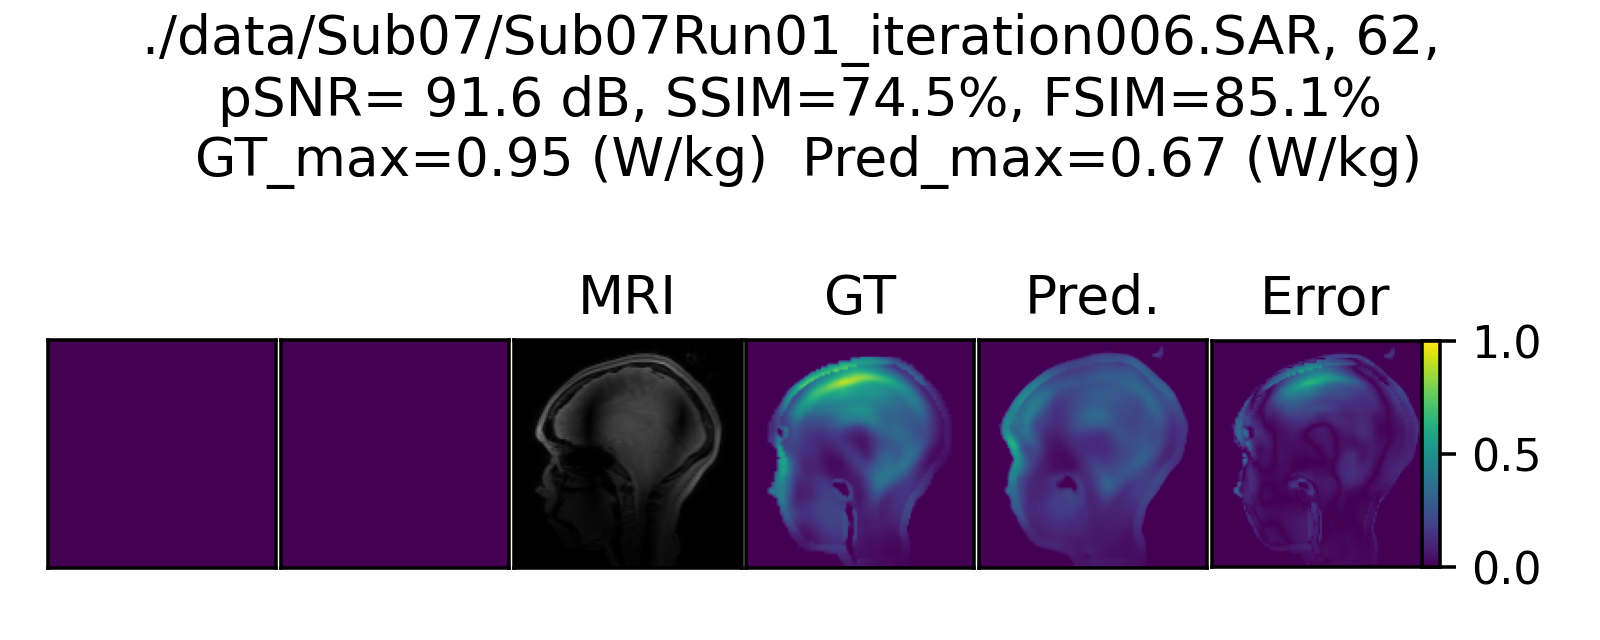 ./data/Sub07/Sub07Run01_iteration006.SAR, 62,
pSNR= 91.6 dB, SSIM=74.5%, FSIM=85.1%
GT_max=0.95 (W/kg)  Pred_max=0.67 (W/kg)
MRI GT Pred. Error
1.0
0.5
0.0